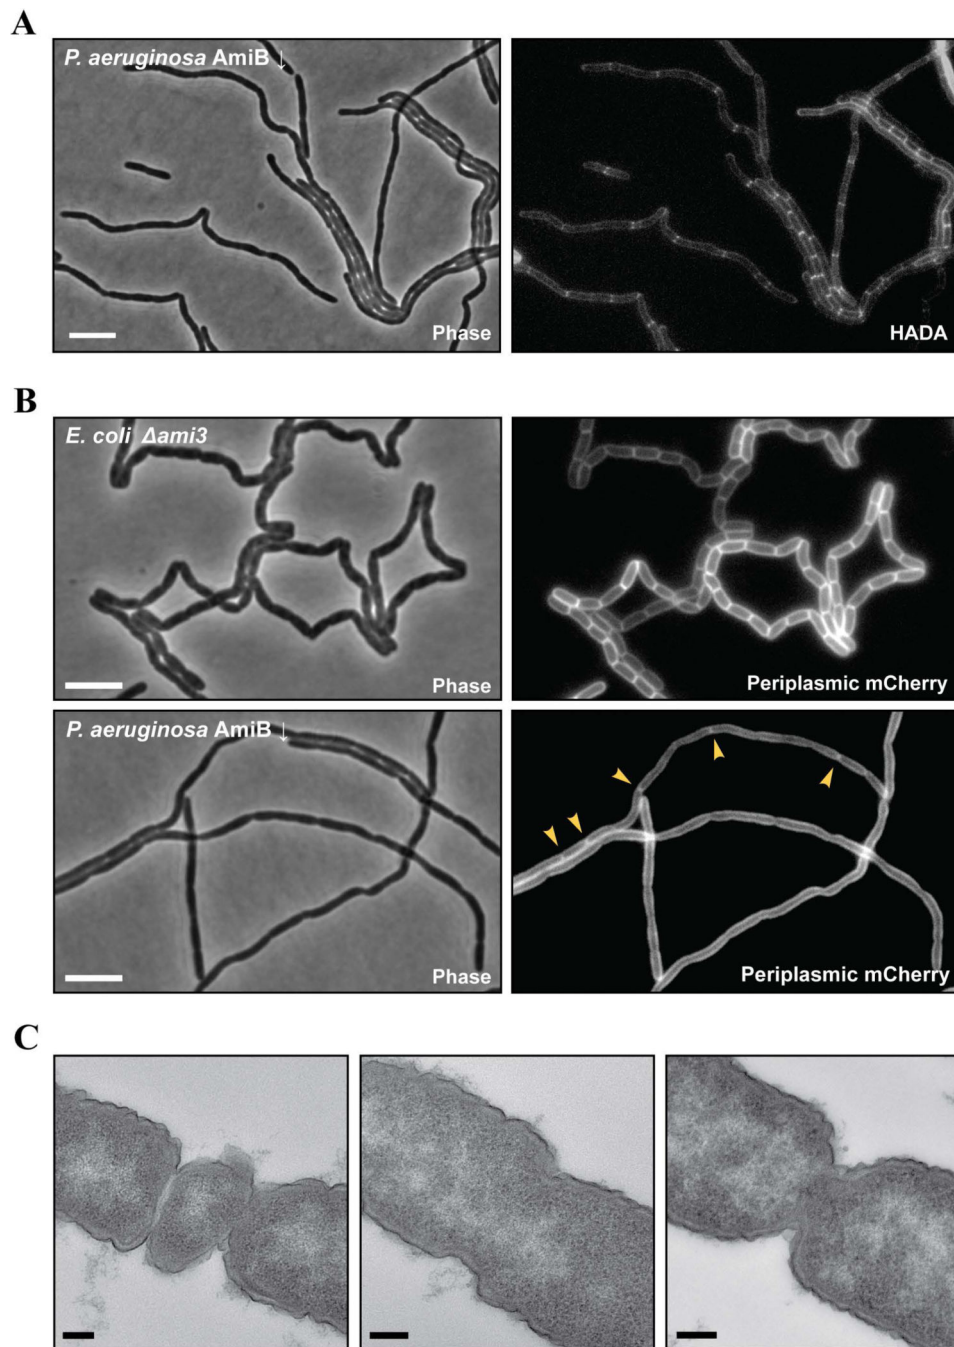 A
P. aeruginosa AmiB ↓
Phase
HADA
B
E. coli Δami3
Phase
Periplasmic mCherry
P. aeruginosa AmiB ↓
Phase
Periplasmic mCherry
C